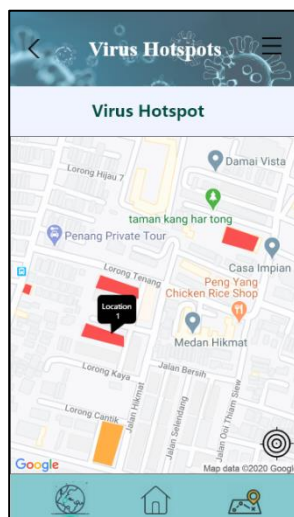 Virus Hotspots
Virus Hotspot
Damai Vista
Lorong Hijau 7
taman kang har tong
Penang Private Tour
Casa Impian
Lorong Tenang
Peng Yang
Chicken Rice Shop
Location
1
Medan Hikmat
Lorong Kaya
Jalan Bersih
Jalan Hikmat
Lorong Cantik
Jalan Selendang
Jalan Ooi Thiam Siew
Google
Map data ©2020 Google